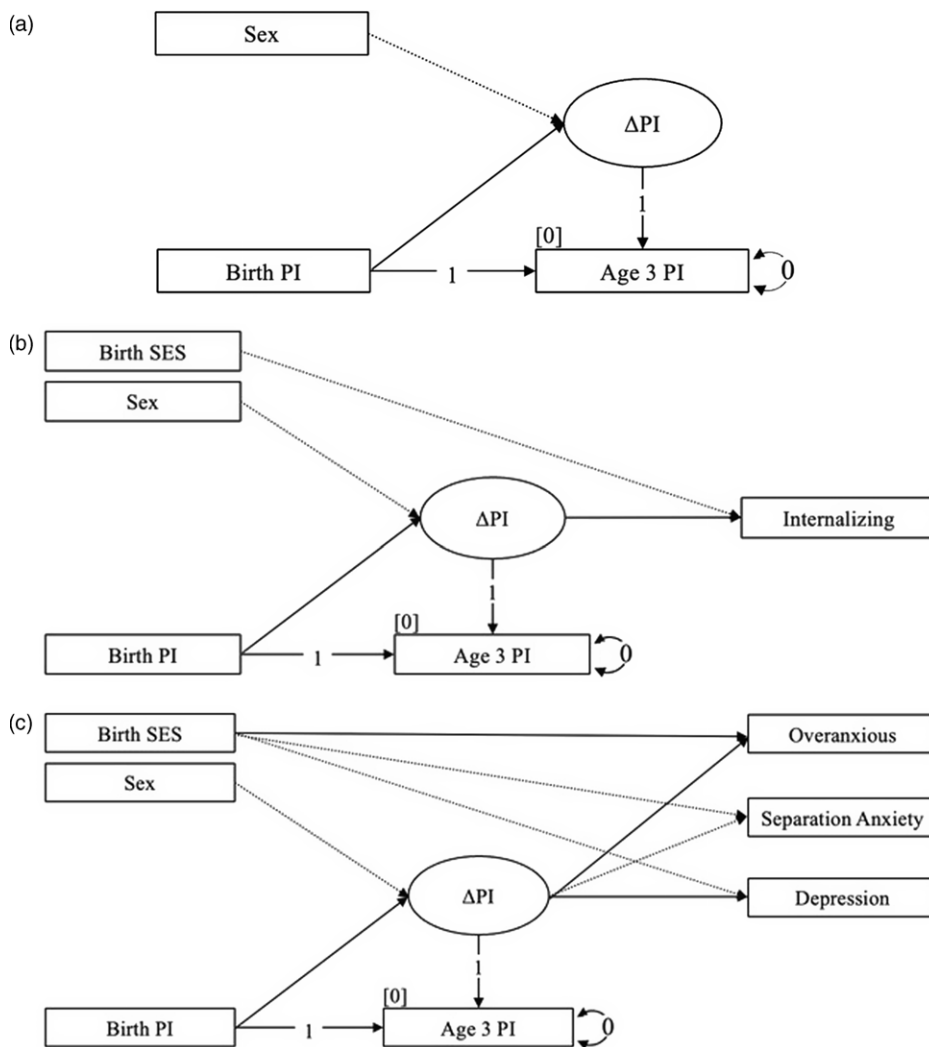 (a)
Sex
ΔPI
1
[0]
Birth PI
1
Age 3 PI
0
(b)
Birth SES
Sex
ΔPI
Internalizing
1
[0]
Birth PI
1
Age 3 PI
0
(c)
Birth SES
Overanxious
Sex
Separation Anxiety
ΔPI
Depression
1
[0]
Birth PI
1
Age 3 PI
0